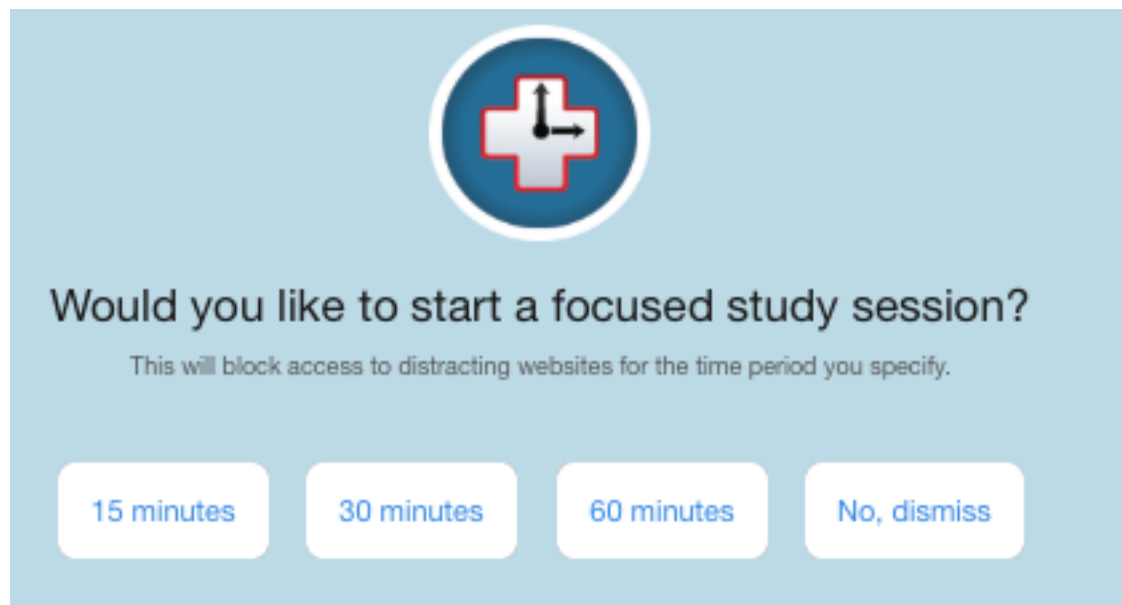 Would you like to start a focused study session?
This will block access to distracting websites for the time period you specify.
15 minutes
30 minutes
60 minutes
No, dismiss